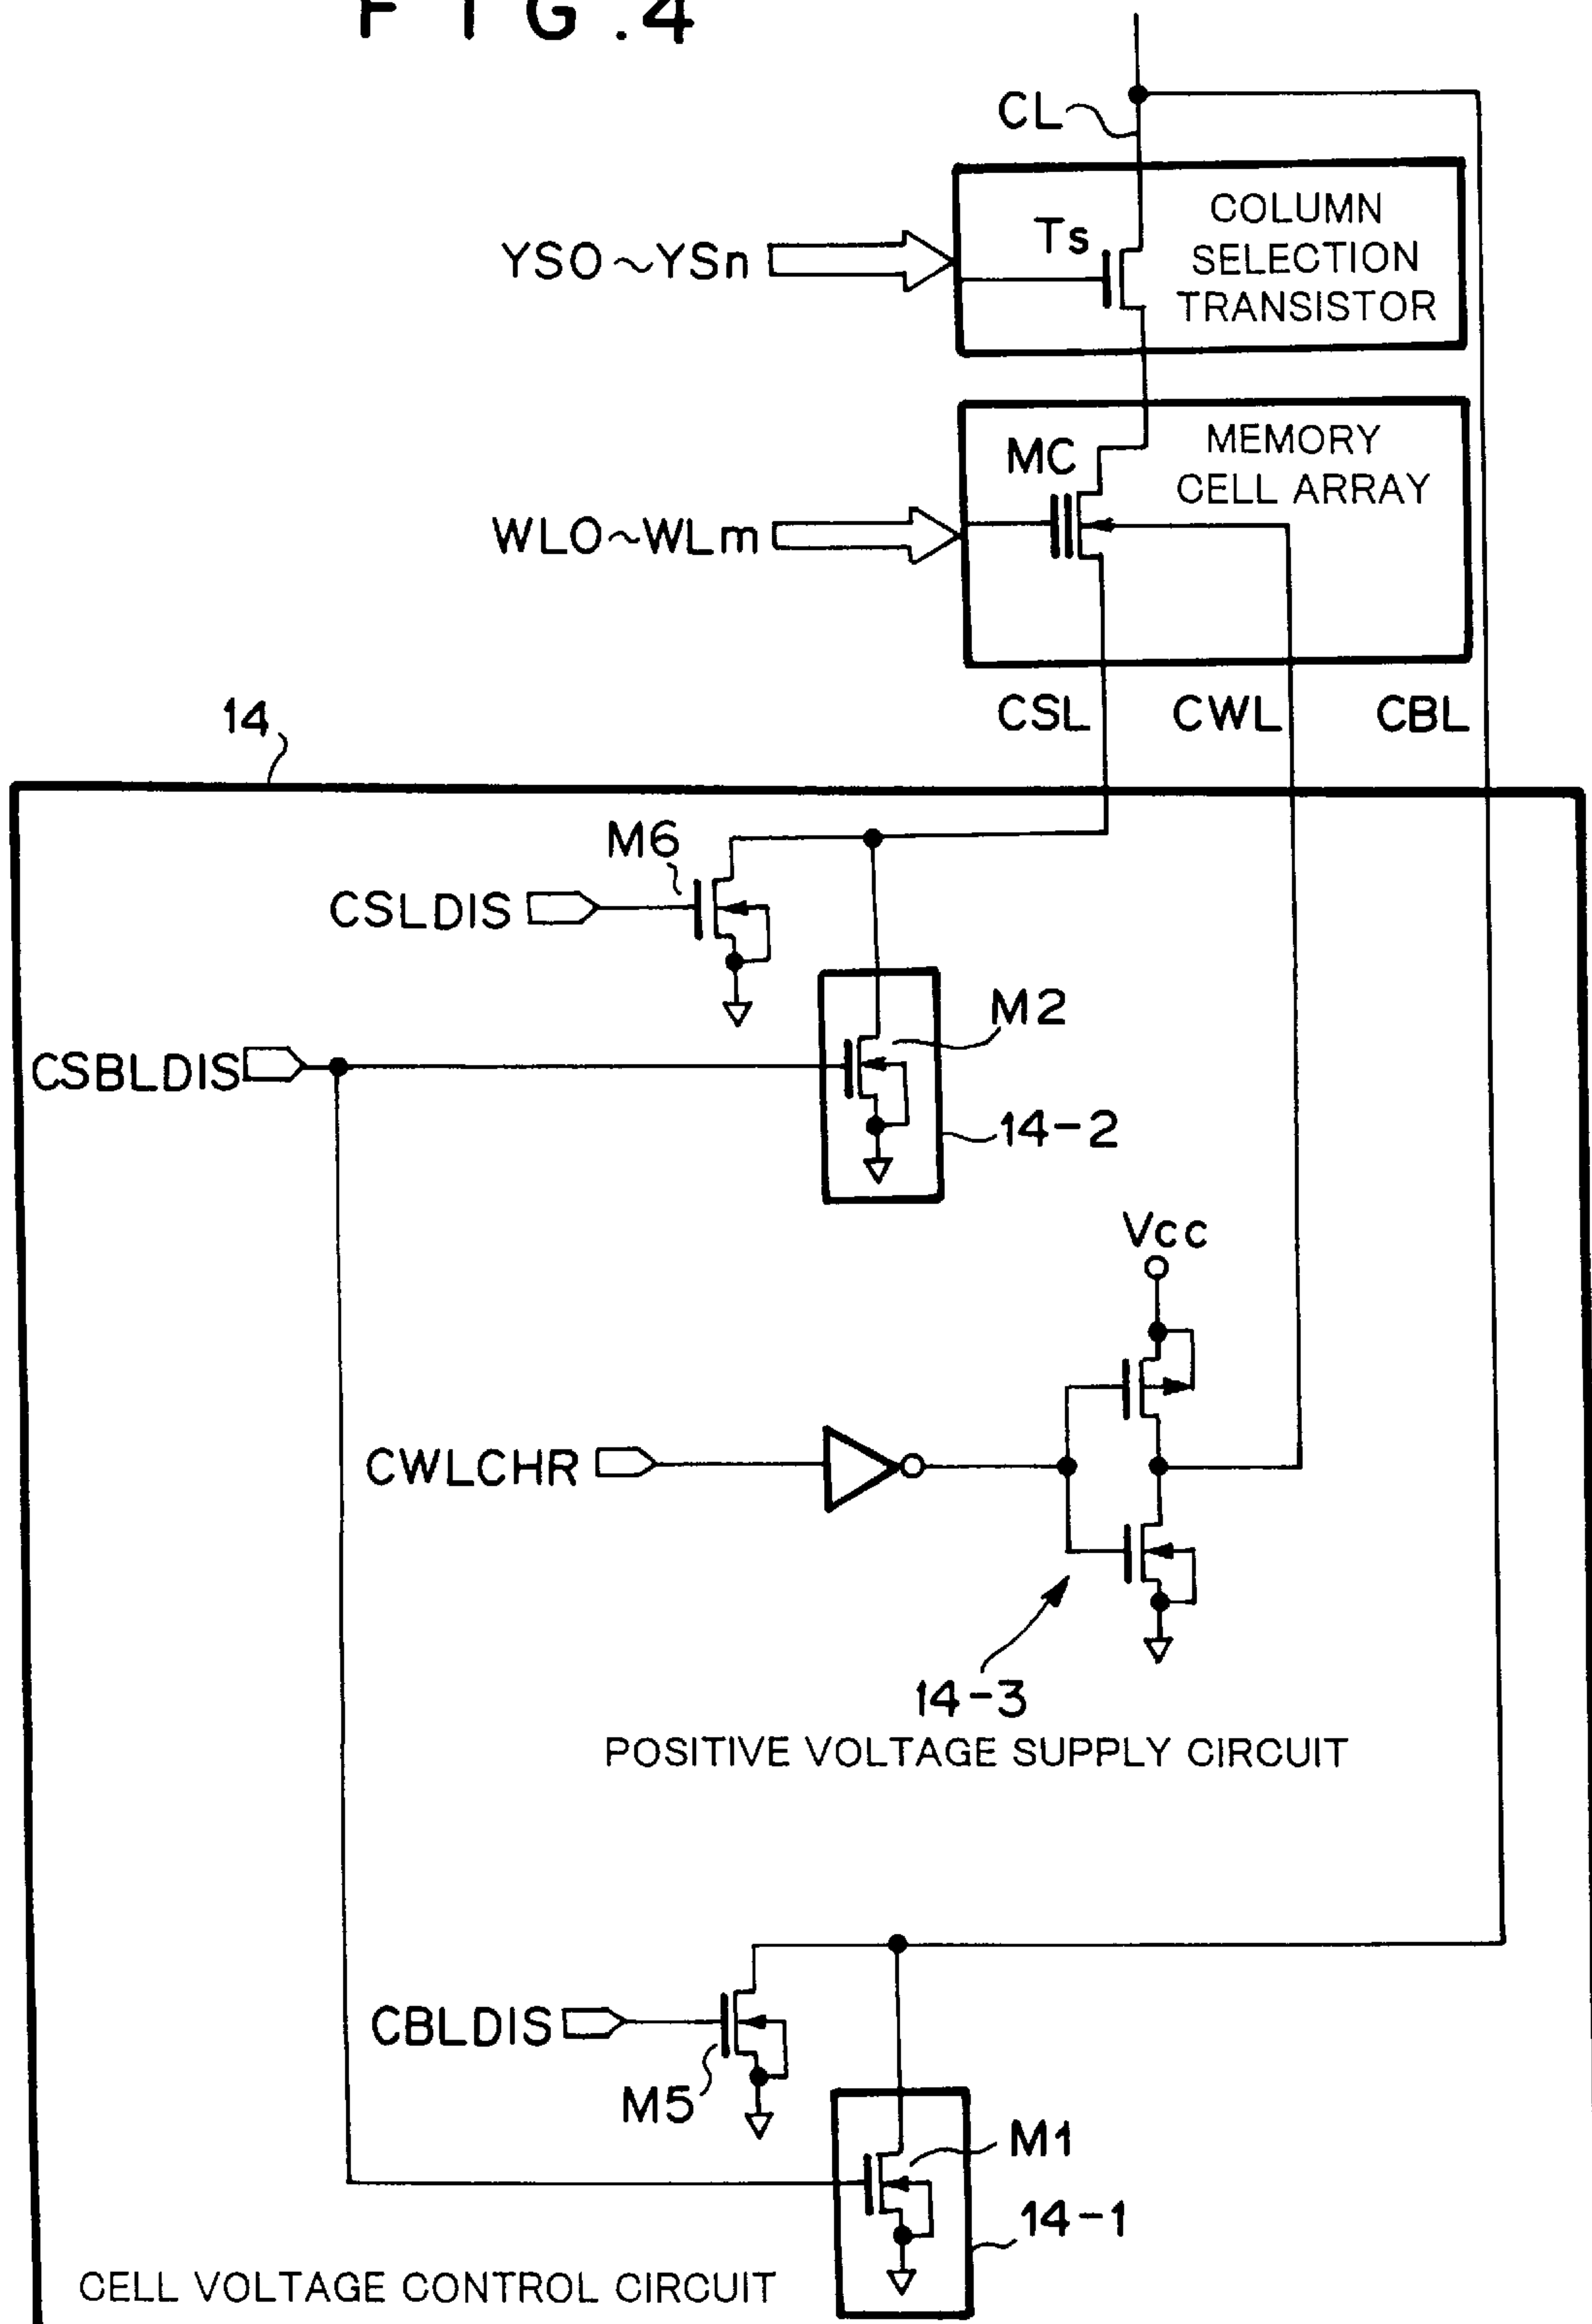 FIG.4
CL
COLUMN
SELECTION
TRANSISTOR
Ts
YS0~YSn
MEMORY
CELL ARRAY
MC
WL0~WLm
CSL
CWL
CBL
14
M6
CSLDIS
M2
CSBLDIS
14-2
Vcc
CWLCHR
14-3
POSITIVE VOLTAGE SUPPLY CIRCUIT
CBLDIS
M5
M1
14-1
CELL VOLTAGE CONTROL CIRCUIT